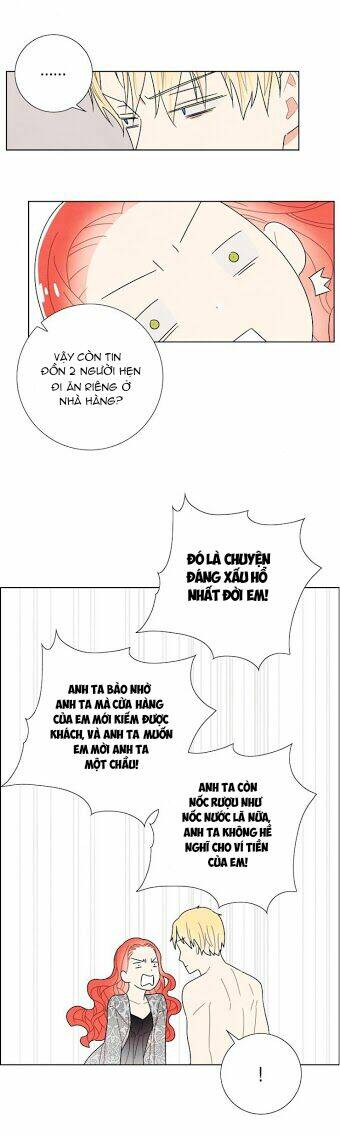 ......
VẬY CÒN TIN
ĐỒN 2 NGƯỜI HẸN
ĐI ĂN RIÊNG Ở
NHÀ HÀNG?
ĐÓ LÀ CHUYỆN
ĐÁNG XẤU HỔ
NHẤT ĐỜI EM!
ANH TA BẢO NHỜ
ANH TA MÀ CỬA HÀNG
CỦA EM MỚI KIẾM ĐƯỢC
KHÁCH, VÀ ANH TA MUỐN
EM MỜI ANH TA
MỘT CHẦU!
ANH TA CÒN
NỐC RƯỢU NHƯ
NỐC NƯỚC LÃ NỮA,
ANH TA KHÔNG HỀ
NGHĨ CHO VÍ TIỀN
CỦA EM!
!